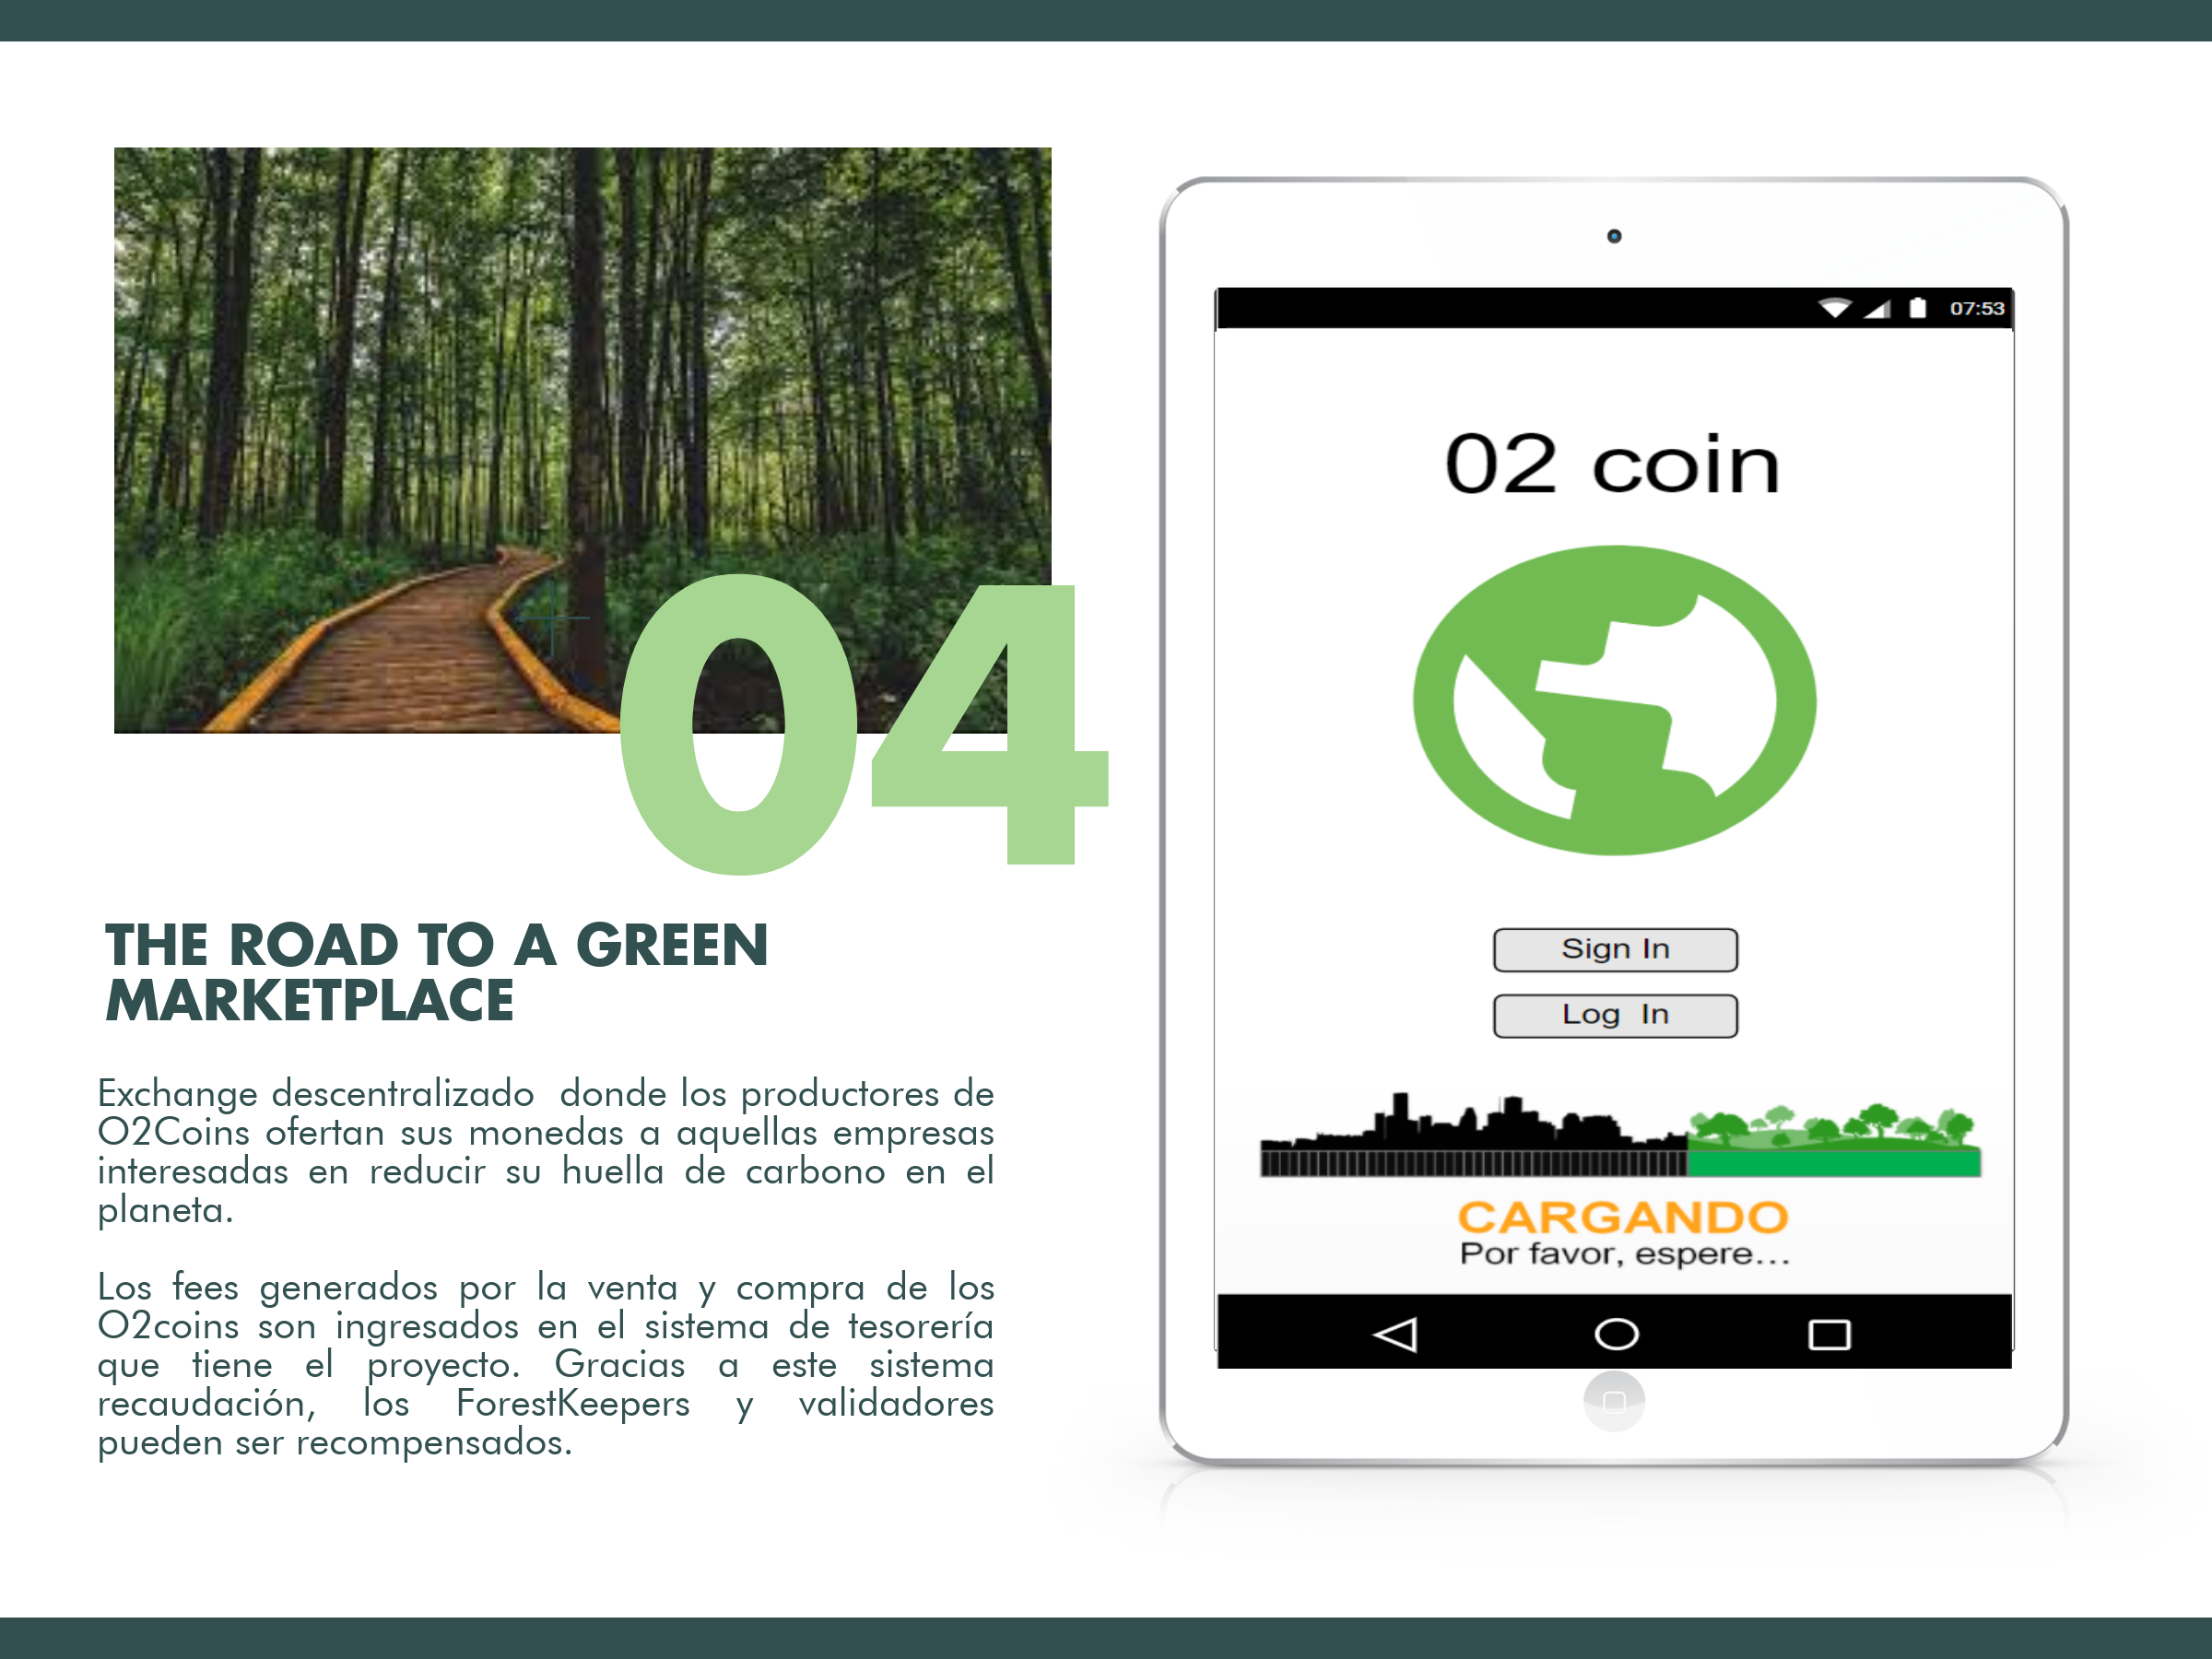 04
THE ROAD TO A GREEN
MARKETPLACE
Exchange descentralizado donde los productores de
O2Coins ofertan sus monedas a aquellas empresas
interesadas en reducir su huella de carbono en el
planeta.
Los fees generados por la venta y compra de los
O2coins son ingresados en el sistema de tesorería
que tiene el proyecto. Gracias a este sistema
recaudación, los ForestKeepers y validadores
pueden ser recompensados.
07:53
02 coin
Sign In
Log In
CARGANDO
Por favor, espere...